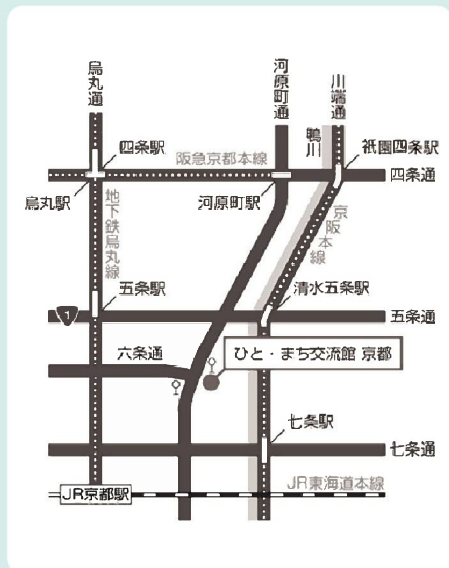 烏丸通
河原町通
川端通
鴨川
四条駅
阪急京都本線
祇園四条駅
四条通
烏丸駅
地下鉄烏丸線
河原町駅
京阪本線
五条駅
清水五条駅
1
五条通
六条通
ひと・まち交流館 京都
七条駅
七条通
JR東海道本線
JR京都駅